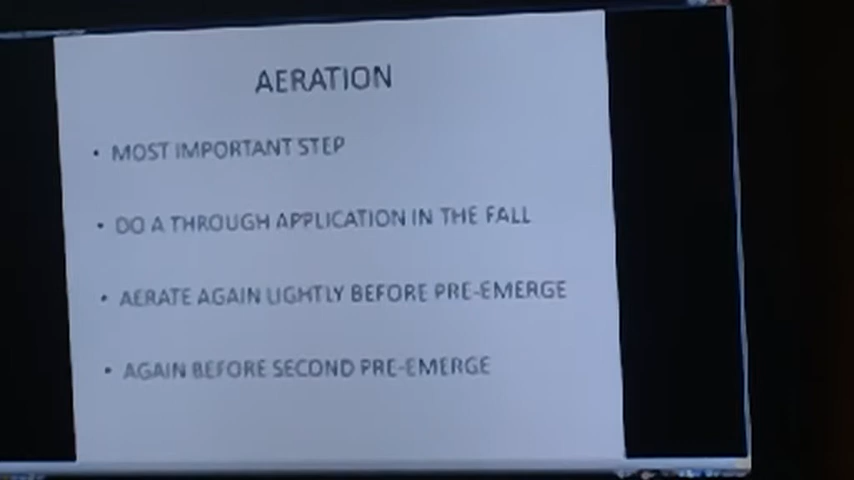 AERATION
• MOST IMPORTANT STEP
• DO A THROUGH APPLICATION IN THE FALL
• AERATE AGAIN LIGHTLY BEFORE PRE-EMERGE
• AGAIN BEFORE SECOND PRE-EMERGE